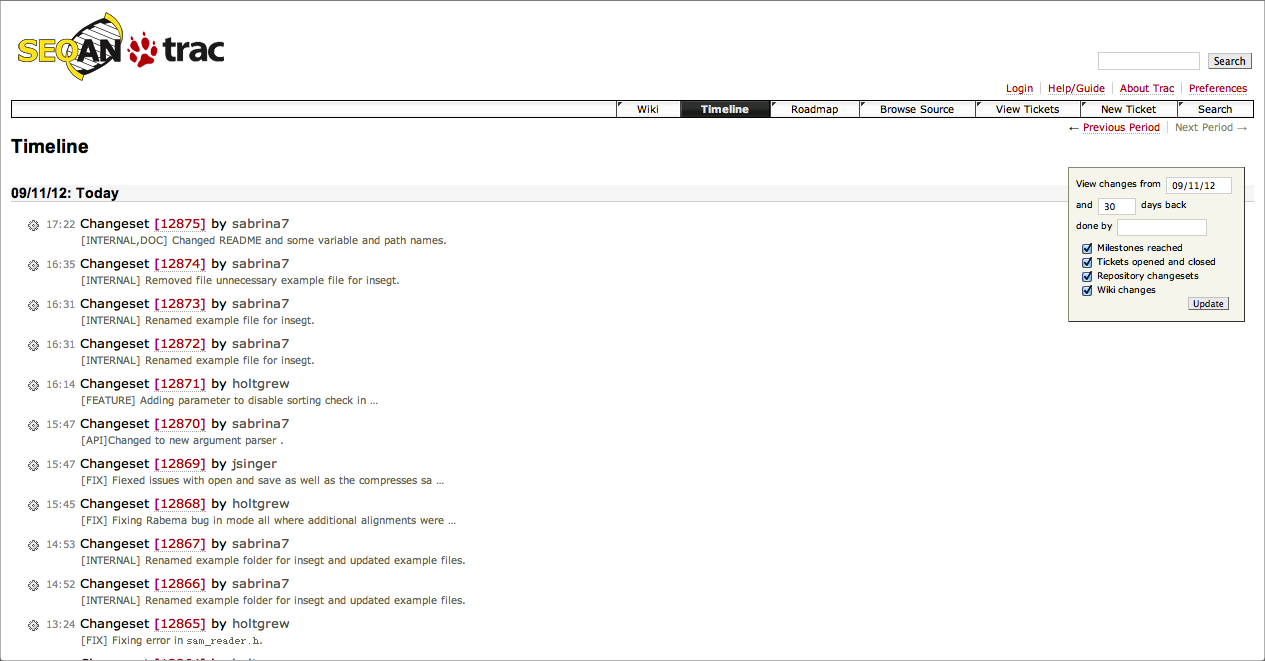 SEQAN trac
Search
Login Help/Guide About Trac Preferences
Wiki Timeline Roadmap Browse Source View Tickets New Ticket Search
← Previous Period Next Period →
Timeline
09/11/12: Today
View changes from 09/11/12
and 30 days back
done by
Milestones reached
Tickets opened and closed
Repository changesets
Wiki changes
Update
17:22 Changeset [12875] by sabrina7
[INTERNAL,DOC] Changed README and some variable and path names.
16:35 Changeset [12874] by sabrina7
[INTERNAL] Removed file unnecessary example file for insegt.
16:31 Changeset [12873] by sabrina7
[INTERNAL] Renamed example file for insegt.
16:31 Changeset [12872] by sabrina7
[INTERNAL] Renamed example file for insegt.
16:14 Changeset [12871] by holtgrew
[FEATURE] Adding parameter to disable sorting check in ...
15:47 Changeset [12870] by sabrina7
[API]Changed to new argument parser .
15:47 Changeset [12869] by jsinger
[FIX] Fiexed issues with open and save as well as the compresses sa ...
15:45 Changeset [12868] by holtgrew
[FIX] Fixing Rabema bug in mode all where additional alignments were ...
14:53 Changeset [12867] by sabrina7
[INTERNAL] Renamed example folder for insegt and updated example files.
14:52 Changeset [12866] by sabrina7
[INTERNAL] Renamed example folder for insegt and updated example files.
13:24 Changeset [12865] by holtgrew
[FIX] Fixing error in sam_reader.h.